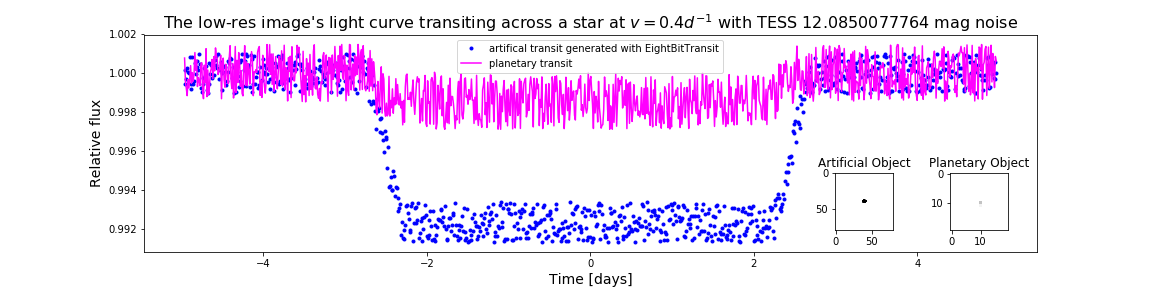 The low-res image's light curve transiting across a star at v = 0.4d⁻¹ with TESS 12.0850077764 mag noise
artifical transit generated with EightBitTransit
planetary transit
Relative flux
1.002
1.000
0.998
0.996
0.994
0.992
Artificial Object
0
50
0 50
Planetary Object
0
10
0 10
−4 −2 0 2 4
Time [days]